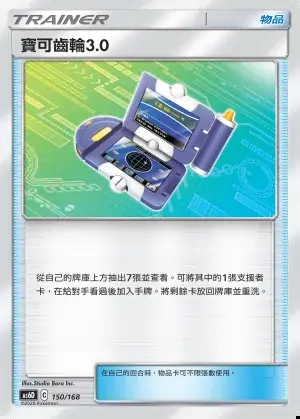 TRAINER 物品
寶可齒輪3.0
從自己的牌庫上方抽出7張並查看。可將其中的1張支援者
卡,在給對手看過後加入手牌。將剩餘卡放回牌庫並重洗。
Illus.Studio Bora Inc.
在自己的回合時,物品卡可不限張數使用。
AS6D C 150/168
©2020 Pokémon